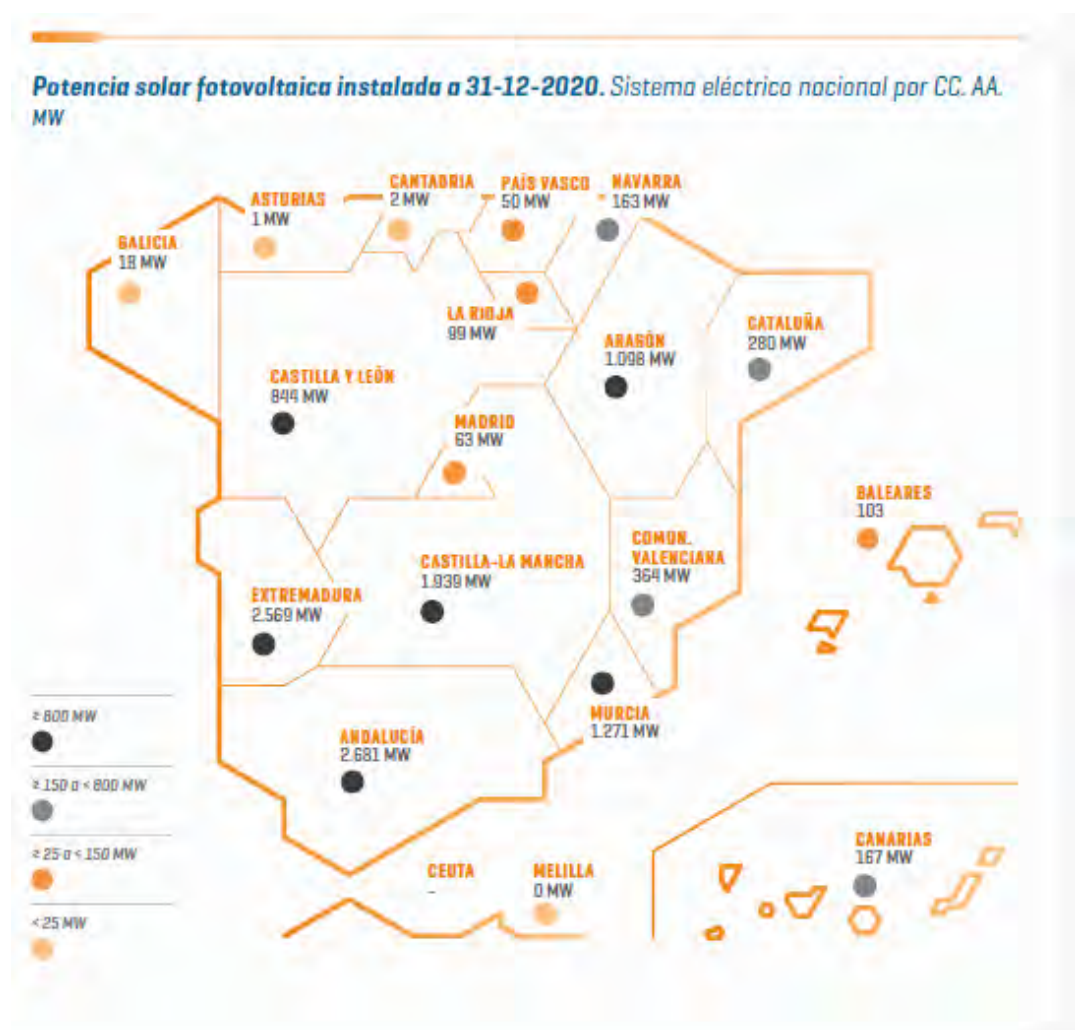 Potencia solar fotovoltaica instalada a 31-12-2020. Sistema eléctrico nacional por CC. AA.
MW
CANTABRIA
2 MW
PAÍS VASCO
50 MW
NAVARRA
163 MW
ASTURIAS
1 MW
GALICIA
18 MW
LA RIOJA
99 MW
ARAGÓN
1.098 MW
CATALUÑA
280 MW
CASTILLA Y LEÓN
844 MW
MADRID
63 MW
BALEARES
103
COMUN.
VALENCIANA
364 MW
CASTILLA-LA MANCHA
1.939 MW
EXTREMADURA
2.569 MW
MURCIA
1.271 MW
ANDALUCÍA
2.681 MW
≥ 800 MW
≥ 150 a < 800 MW
≥ 25 a < 150 MW
< 25 MW
CEUTA
-
MELILLA
0 MW
CANARIAS
167 MW